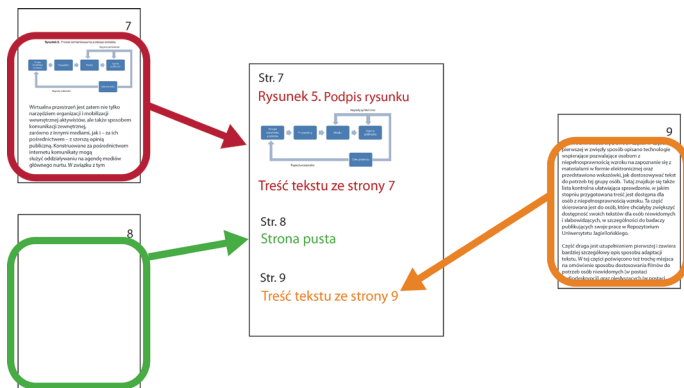 7
Wirtualna przestrzeń jest zatem nie tylko
narzędziem organizacji i mobilizacji
wewnętrznej aktywistów, ale także sposobem
komunikacji zewnętrznej,
zarówno z innymi mediami, jak i – za ich
pośrednictwem – z szerszą opinią
publiczną. Konstruowane za pośrednictwem
internetu komunikaty mogą
służyć oddziaływaniu na agendę mediów
głównego nurtu. W związku z tym
8
Str. 7
Rysunek 5. Podpis rysunku
Treść tekstu ze strony 7
Str. 8
Strona pusta
Str. 9
Treść tekstu ze strony 9
9
pierwszej w zwięzły sposób opisano technologie
wspierające pozwalające osobom z
niepełnosprawnością wzroku na zapoznanie się z
materiałami w formie elektronicznej oraz
przedstawiono wskazówki, jak dostosowywać tekst
do potrzeb tej grupy osób. Tutaj znajduje się także
lista kontrolna ułatwiająca sprawdzenie, w jakim
stopniu przygotowana treść jest dostępna dla
osób z niepełnosprawnością wzroku. Ta część
skierowana jest do osób, które chciałyby zwiększyć
dostępność swoich tekstów dla osób niewidomych
i słabowidzących, w szczególności do badaczy
publikujących swoje prace w Repozytorium
Uniwersytetu Jagiellońskiego.
Część druga jest uzupełnieniem pierwszej i zawiera
bardziej szczegółowy opis sposobu adaptacji
tekstu. W tej części poświęcono też trochę miejsca
na omówienie sposobu dostosowania filmów do
potrzeb osób niewidomych (w postaci